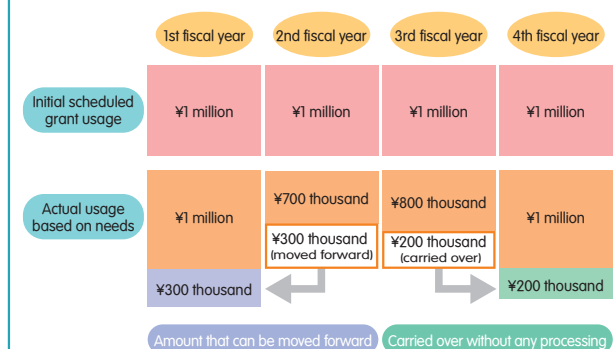 1st fiscal year 2nd fiscal year 3rd fiscal year 4th fiscal year
Initial scheduled
grant usage
¥1 million ¥1 million ¥1 million ¥1 million
Actual usage
based on needs
¥1 million
¥700 thousand
¥300 thousand
(moved forward)
¥800 thousand
¥200 thousand
(carried over)
¥1 million
¥300 thousand
¥200 thousand
Amount that can be moved forward
Carried over without any processing